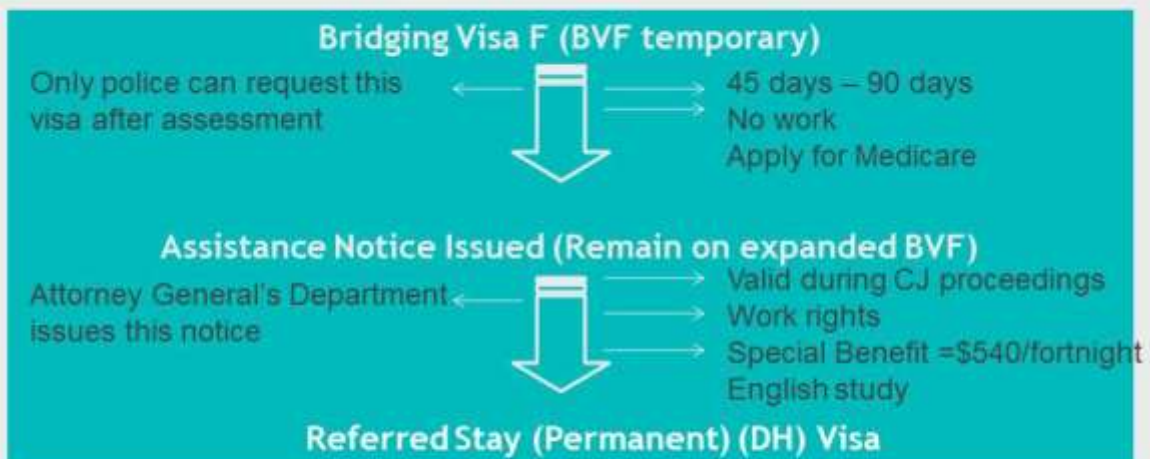 Bridging Visa F (BVF temporary)
Only police can request this
visa after assessment
45 days – 90 days
No work
Apply for Medicare
Assistance Notice Issued (Remain on expanded BVF)
Attorney General's Department
issues this notice
Valid during CJ proceedings
Work rights
Special Benefit =$540/fortnight
English study
Referred Stay (Permanent) (DH) Visa